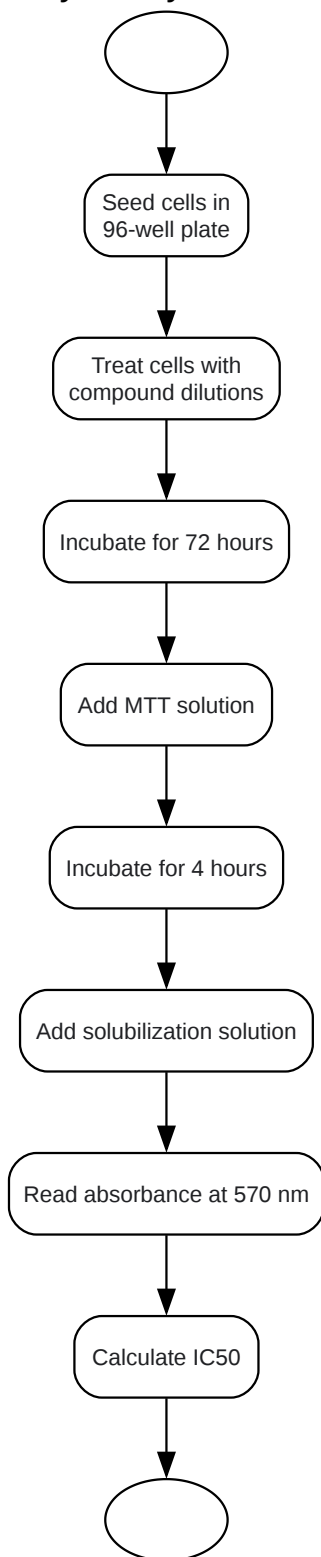 Seed cells in
96-well plate
Treat cells with
compound dilutions
Incubate for 72 hours
Add MTT solution
Incubate for 4 hours
Add solubilization solution
Read absorbance at 570 nm
Calculate IC50